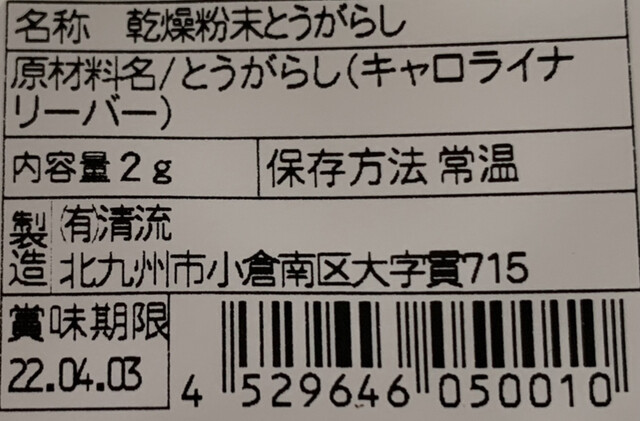 名称 乾燥粉末とうがらし
原材料名/とうがらし(キャロライナ
リーバー)
内容量2g
保存方法 常温
製造 (有)清流
北九州市小倉南区大字貫715
賞味期限
22.04.03
4 529646 050010